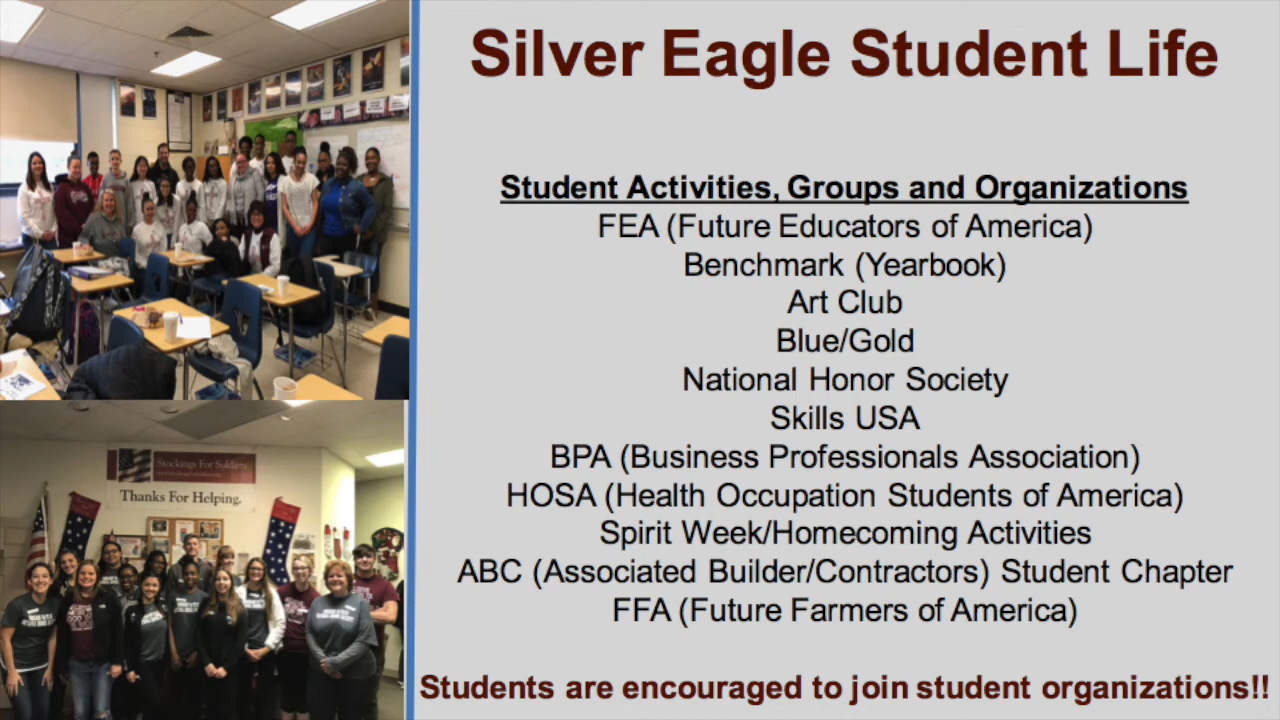 Silver Eagle Student Life
Student Activities, Groups and Organizations
FEA (Future Educators of America)
Benchmark (Yearbook)
Art Club
Blue/Gold
National Honor Society
Skills USA
BPA (Business Professionals Association)
HOSA (Health Occupation Students of America)
Spirit Week/Homecoming Activities
ABC (Associated Builder/Contractors) Student Chapter
FFA (Future Farmers of America)
Students are encouraged to join student organizations!!
Stockings For Soldiers
Thanks For Helping.